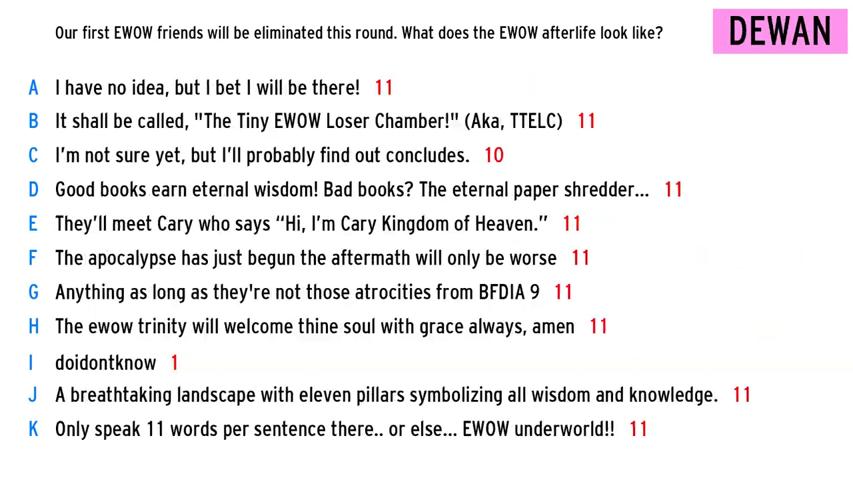 Our first EWOW friends will be eliminated this round. What does the EWOW afterlife look like?
DEWAN
A I have no idea, but I bet I will be there! 11
B It shall be called, "The Tiny EWOW Loser Chamber!" (Aka, TTELC) 11
C I'm not sure yet, but I'll probably find out concludes. 10
D Good books earn eternal wisdom! Bad books? The eternal paper shredder... 11
E They'll meet Cary who says “Hi, I'm Cary Kingdom of Heaven.” 11
F The apocalypse has just begun the aftermath will only be worse 11
G Anything as long as they're not those atrocities from BFDIA 9 11
H The ewow trinity will welcome thine soul with grace always, amen 11
I doidontknow 1
J A breathtaking landscape with eleven pillars symbolizing all wisdom and knowledge. 11
K Only speak 11 words per sentence there.. or else... EWOW underworld!! 11